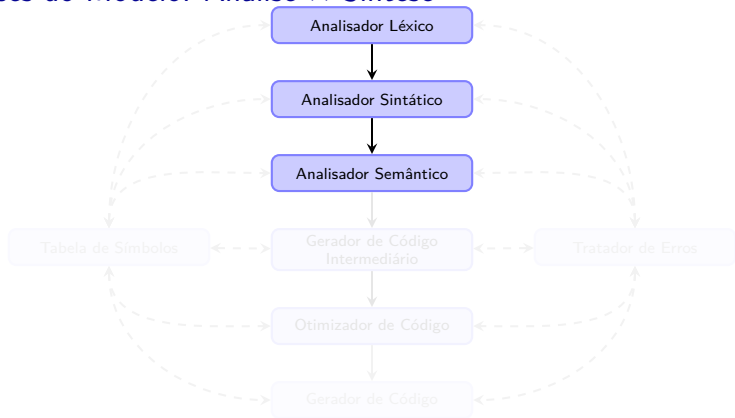 Analisador Léxico
Analisador Sintático
Analisador Semântico
Tabela de Símbolos
Gerador de Código
Intermediário
Tratador de Erros
Otimizador de Código
Gerador de Código